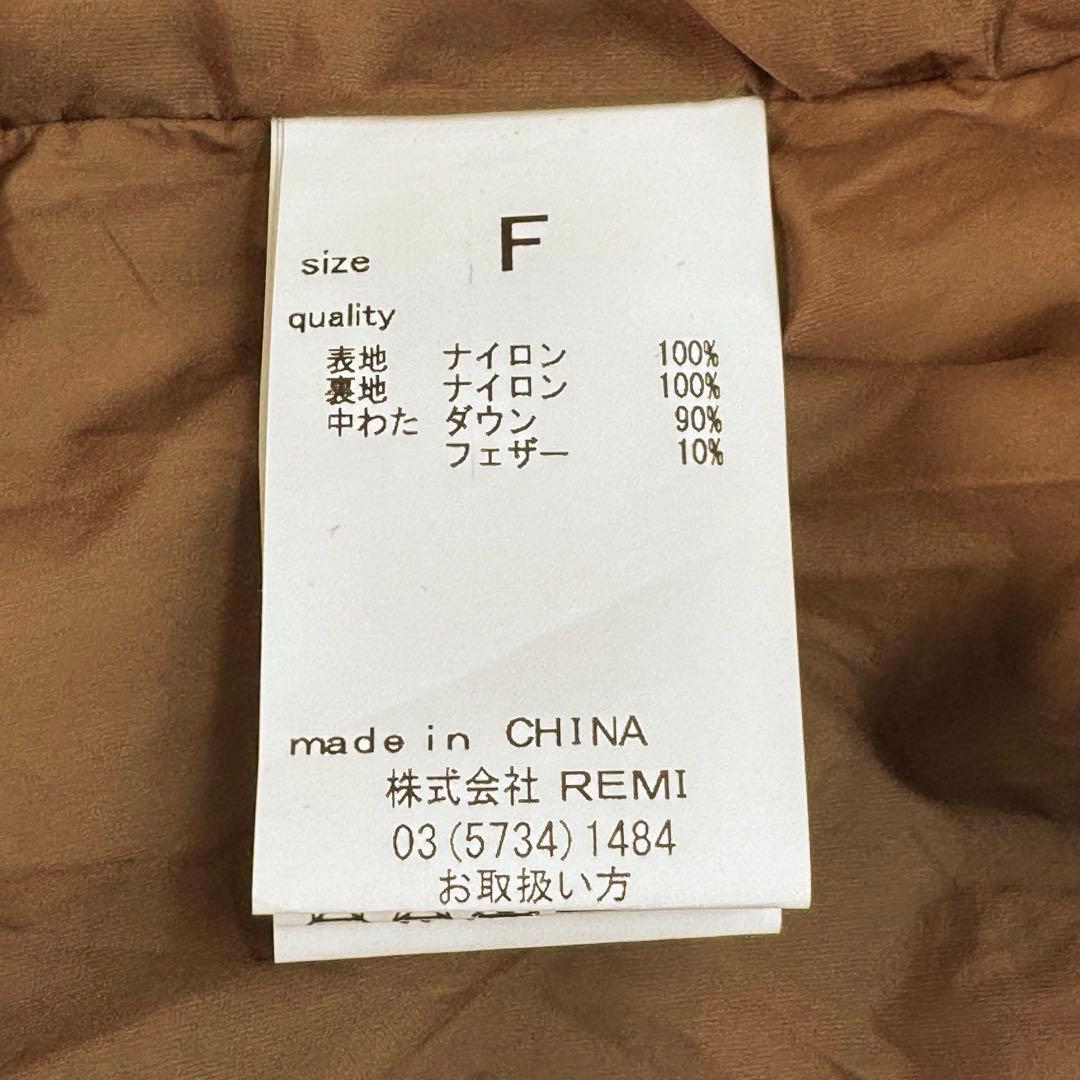 size F
quality
表地 ナイロン 100%
裏地 ナイロン 100%
中わた ダウン 90%
フェザー 10%
made in CHINA
株式会社 REMI
03(5734)1484
お取扱い方